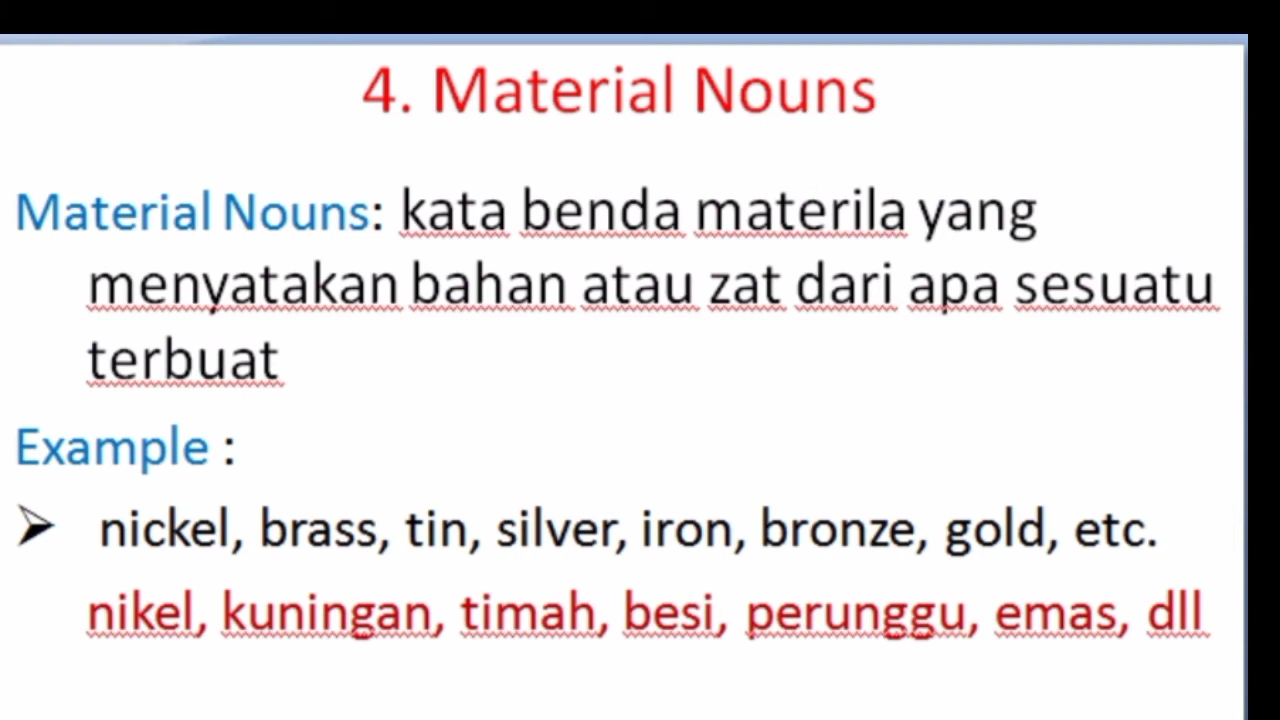 4. Material Nouns
Material Nouns: kata benda materila yang
menyatakan bahan atau zat dari apa sesuatu
terbuat
Example :
➢ nickel, brass, tin, silver, iron, bronze, gold, etc.
nikel, kuningan, timah, besi, perunggu, emas, dll